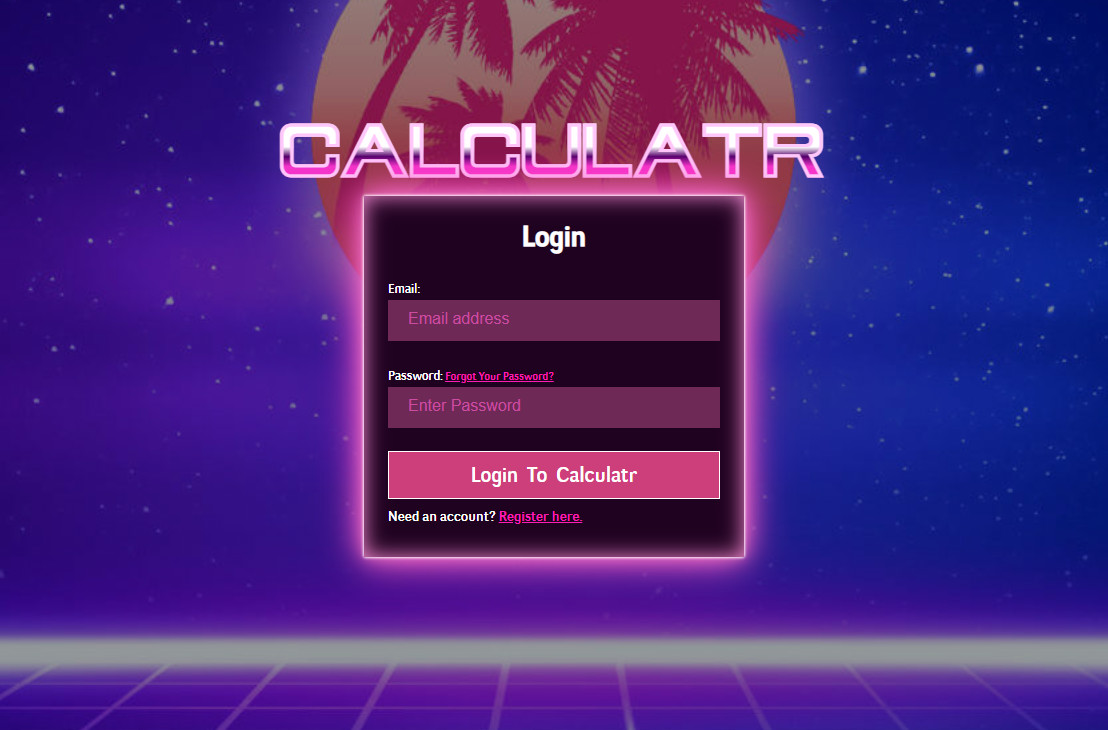 CALCULATR
Login
Email:
Email address
Password: Forgot Your Password?
Enter Password
Login To Calculatr
Need an account? Register here.